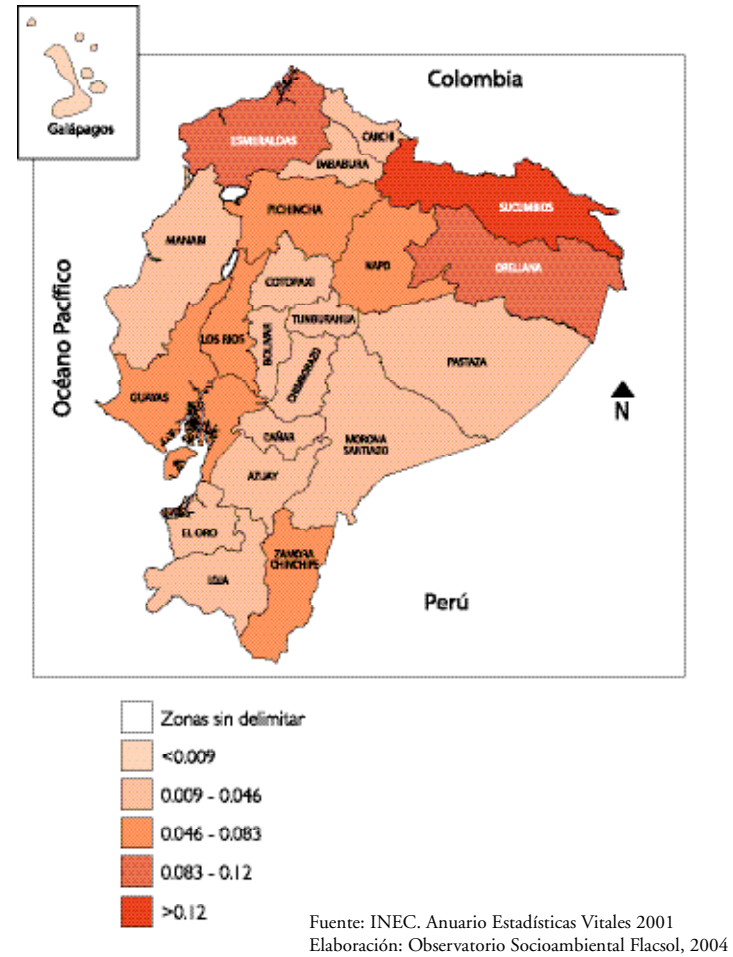 Galápagos
Colombia
ESMERALDAS
CARCHI
IMBABURA
SUCUMBIOS
PICHINCHA
MANABI
NAPO
ORELLANA
COTOPAXI
TUNBURAHUA
LOS RIOS
BOLIVAR
CHIMBORAZO
PASTAZA
GUAYAS
Océano Pacífico
N
CAÑAR
MORONA
SANTIAZO
AZUAY
EL ORO
ZAMORA
CHINCHIPE
LOJA
Perú
Zonas sin delimitar
<0.009
0.009 - 0.046
0.046 - 0.083
0.083 - 0.12
>0.12
Fuente: INEC. Anuario Estadísticas Vitales 2001
Elaboración: Observatorio Socioambiental Flacsol, 2004